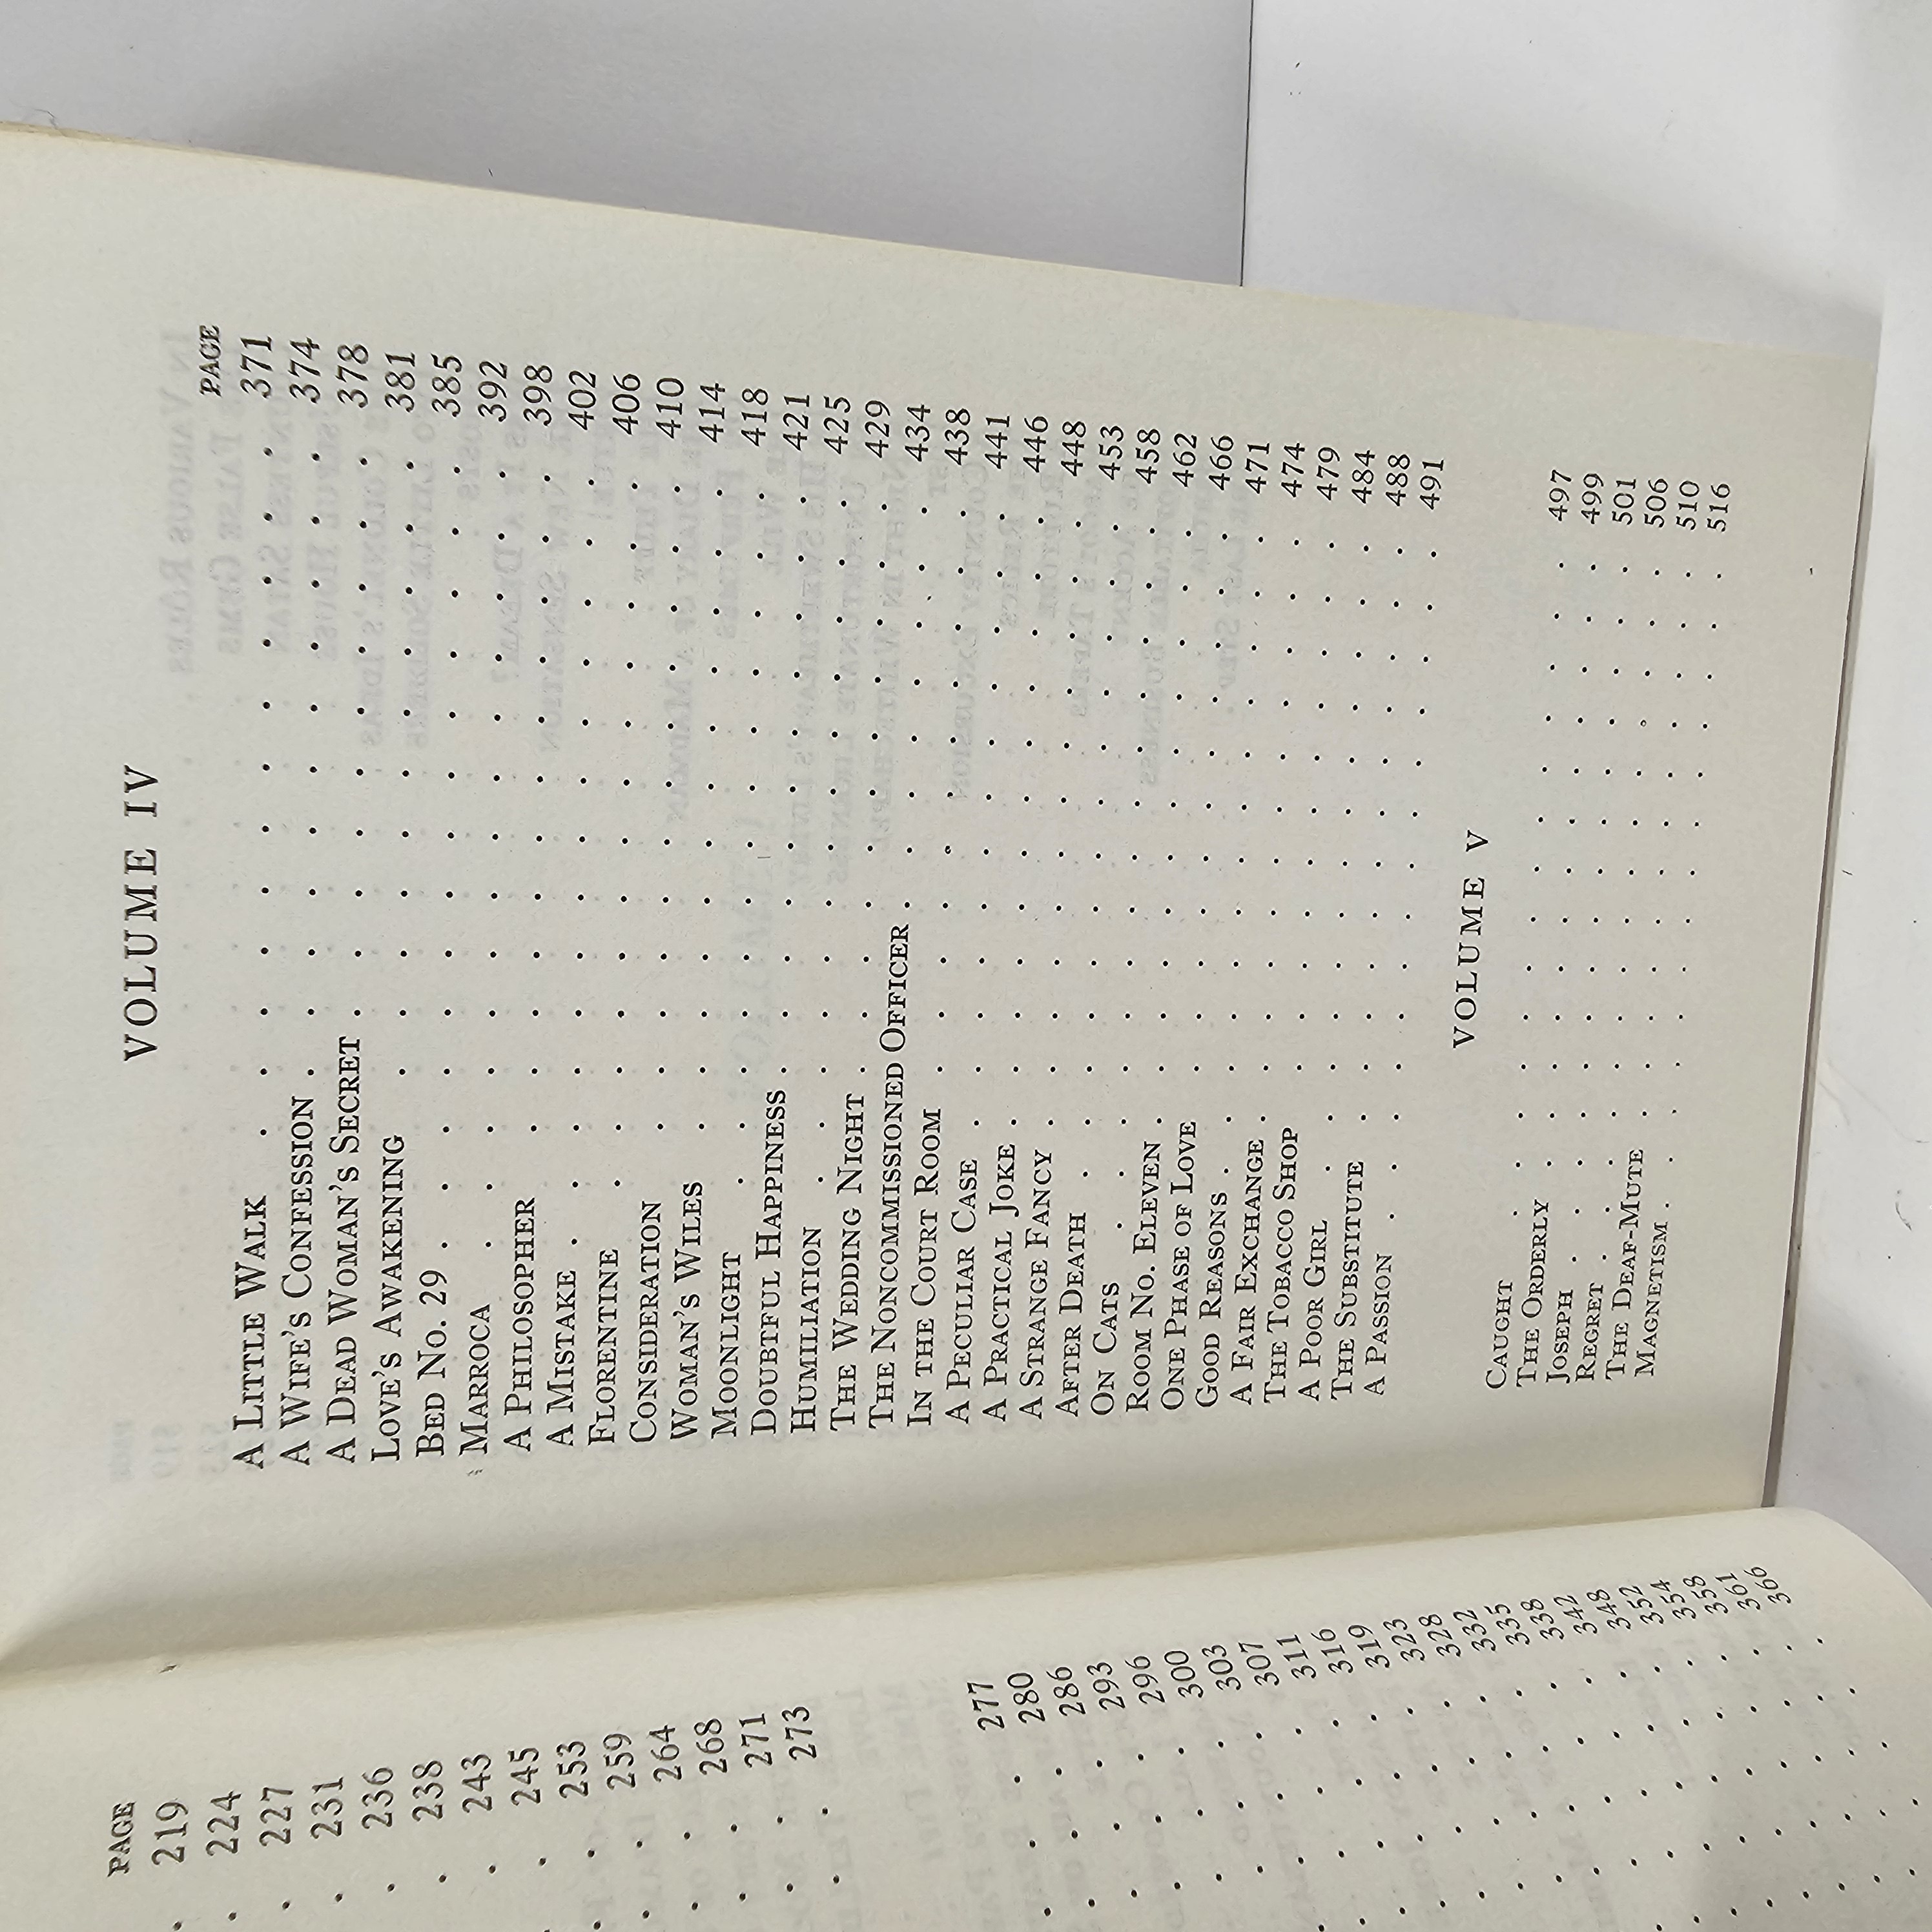 PAGE
219
224
227
231
236
238
243
245
253
259
264
268
271
273
277
280
286
293
296
300
303
307
311
316
319
323
328
332
335
338
342
348
352
354
358
361
366
VOLUME IV
PAGE
A LITTLE WALK . . . . . . . . . . . . 371
A WIFE'S CONFESSION . . . . . . . . . . . 374
A DEAD WOMAN'S SECRET . . . . . . . . . . 378
LOVE'S AWAKENING . . . . . . . . . . . 381
BED NO. 29 . . . . . . . . . . . . . . 385
MARROCA . . . . . . . . . . . . . . 392
A PHILOSOPHER . . . . . . . . . . . . 398
A MISTAKE . . . . . . . . . . . . . . 402
FLORENTINE . . . . . . . . . . . . . 406
CONSIDERATION . . . . . . . . . . . . 410
WOMAN'S WILES . . . . . . . . . . . . 414
MOONLIGHT . . . . . . . . . . . . . 418
DOUBTFUL HAPPINESS . . . . . . . . . . . 421
HUMILIATION . . . . . . . . . . . . . 425
THE WEDDING NIGHT . . . . . . . . . . . 429
THE NONCOMMISSIONED OFFICER . . . . . . . . 434
IN THE COURT ROOM . . . . . . . . . . . 438
A PECULIAR CASE . . . . . . . . . . . . 441
A PRACTICAL JOKE . . . . . . . . . . . . 446
A STRANGE FANCY . . . . . . . . . . . . 448
AFTER DEATH . . . . . . . . . . . . . 453
ON CATS . . . . . . . . . . . . . . 458
ROOM NO. ELEVEN . . . . . . . . . . . . 462
ONE PHASE OF LOVE . . . . . . . . . . . 466
GOOD REASONS . . . . . . . . . . . . . 471
A FAIR EXCHANGE . . . . . . . . . . . . 474
THE TOBACCO SHOP . . . . . . . . . . . 479
A POOR GIRL . . . . . . . . . . . . . 484
THE SUBSTITUTE . . . . . . . . . . . . 488
A PASSION . . . . . . . . . . . . . . 491
VOLUME V
CAUGHT . . . . . . . . . . . . . . 497
THE ORDERLY . . . . . . . . . . . . . 499
JOSEPH . . . . . . . . . . . . . . . 501
REGRET . . . . . . . . . . . . . . . 506
THE DEAF-MUTE . . . . . . . . . . . . 510
MAGNETISM . . . . . . . . . . . . . . 516